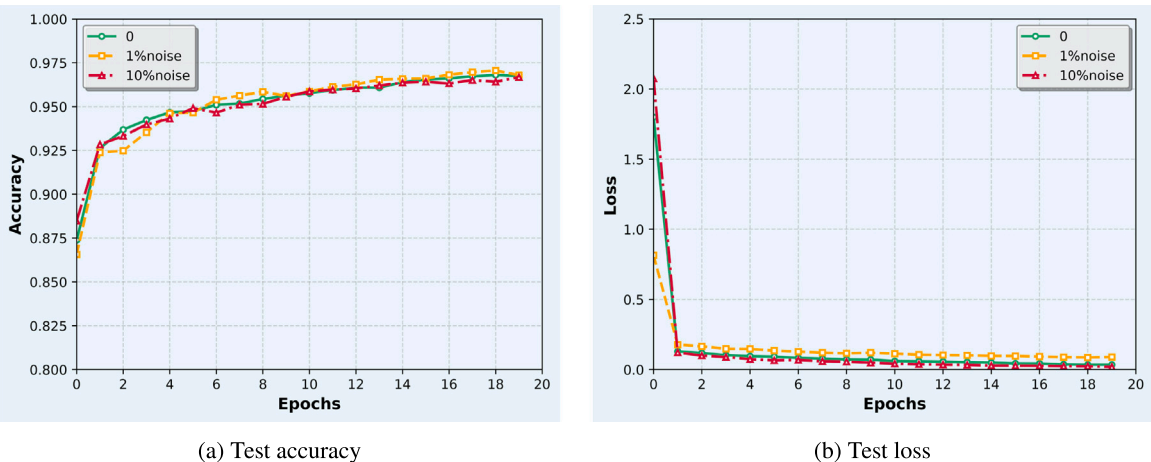 1.000
0.975
0.950
0.925
0.900
0.875
0.850
0.825
0.800
Accuracy
0
1%noise
10%noise
0 2 4 6 8 10 12 14 16 18 20
Epochs
(a) Test accuracy
2.5
2.0
1.5
1.0
0.5
0.0
Loss
0
1%noise
10%noise
0 2 4 6 8 10 12 14 16 18 20
Epochs
(b) Test loss